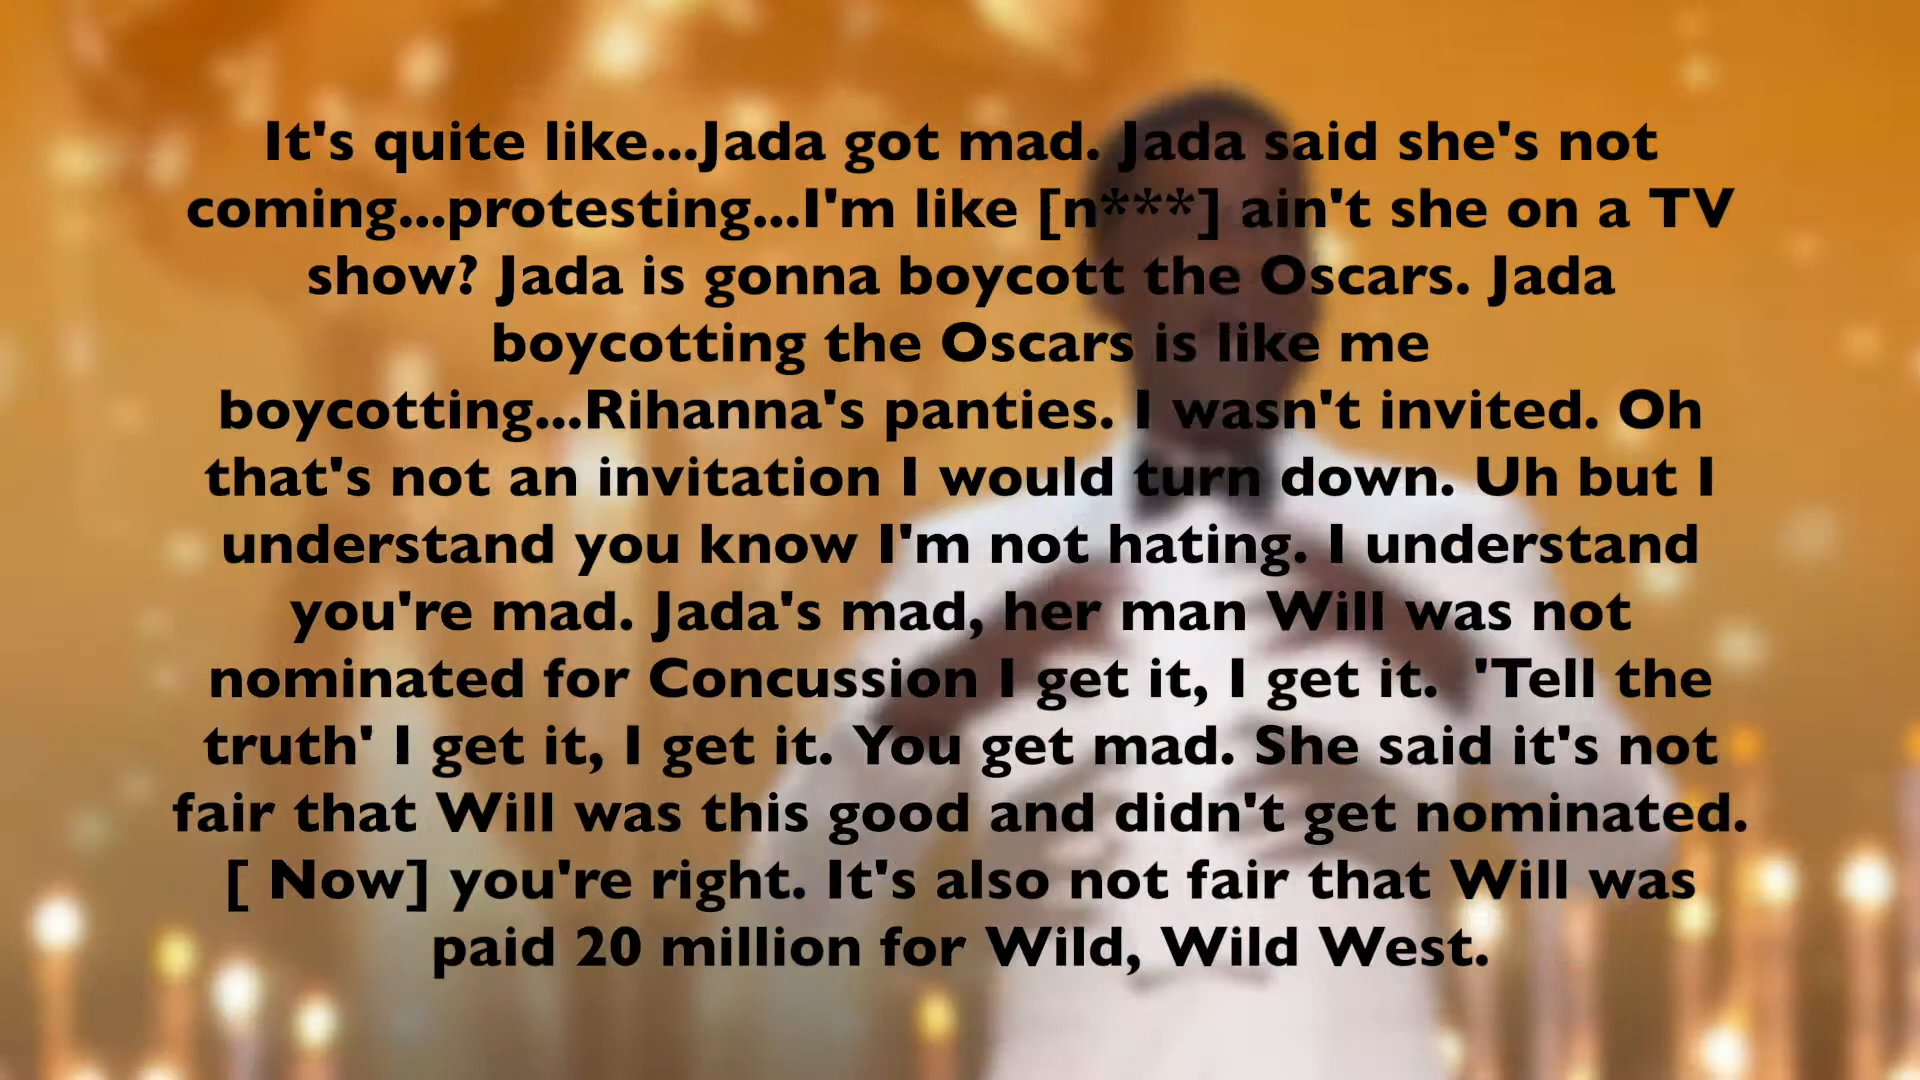 It's quite like...Jada got mad. Jada said she's not
coming...protesting...I'm like [n***] ain't she on a TV
show? Jada is gonna boycott the Oscars. Jada
boycotting the Oscars is like me
boycotting...Rihanna's panties. I wasn't invited. Oh
that's not an invitation I would turn down. Uh but I
understand you know I'm not hating. I understand
you're mad. Jada's mad, her man Will was not
nominated for Concussion I get it, I get it.  'Tell the
truth' I get it, I get it. You get mad. She said it's not
fair that Will was this good and didn't get nominated.
[ Now] you're right. It's also not fair that Will was
paid 20 million for Wild, Wild West.